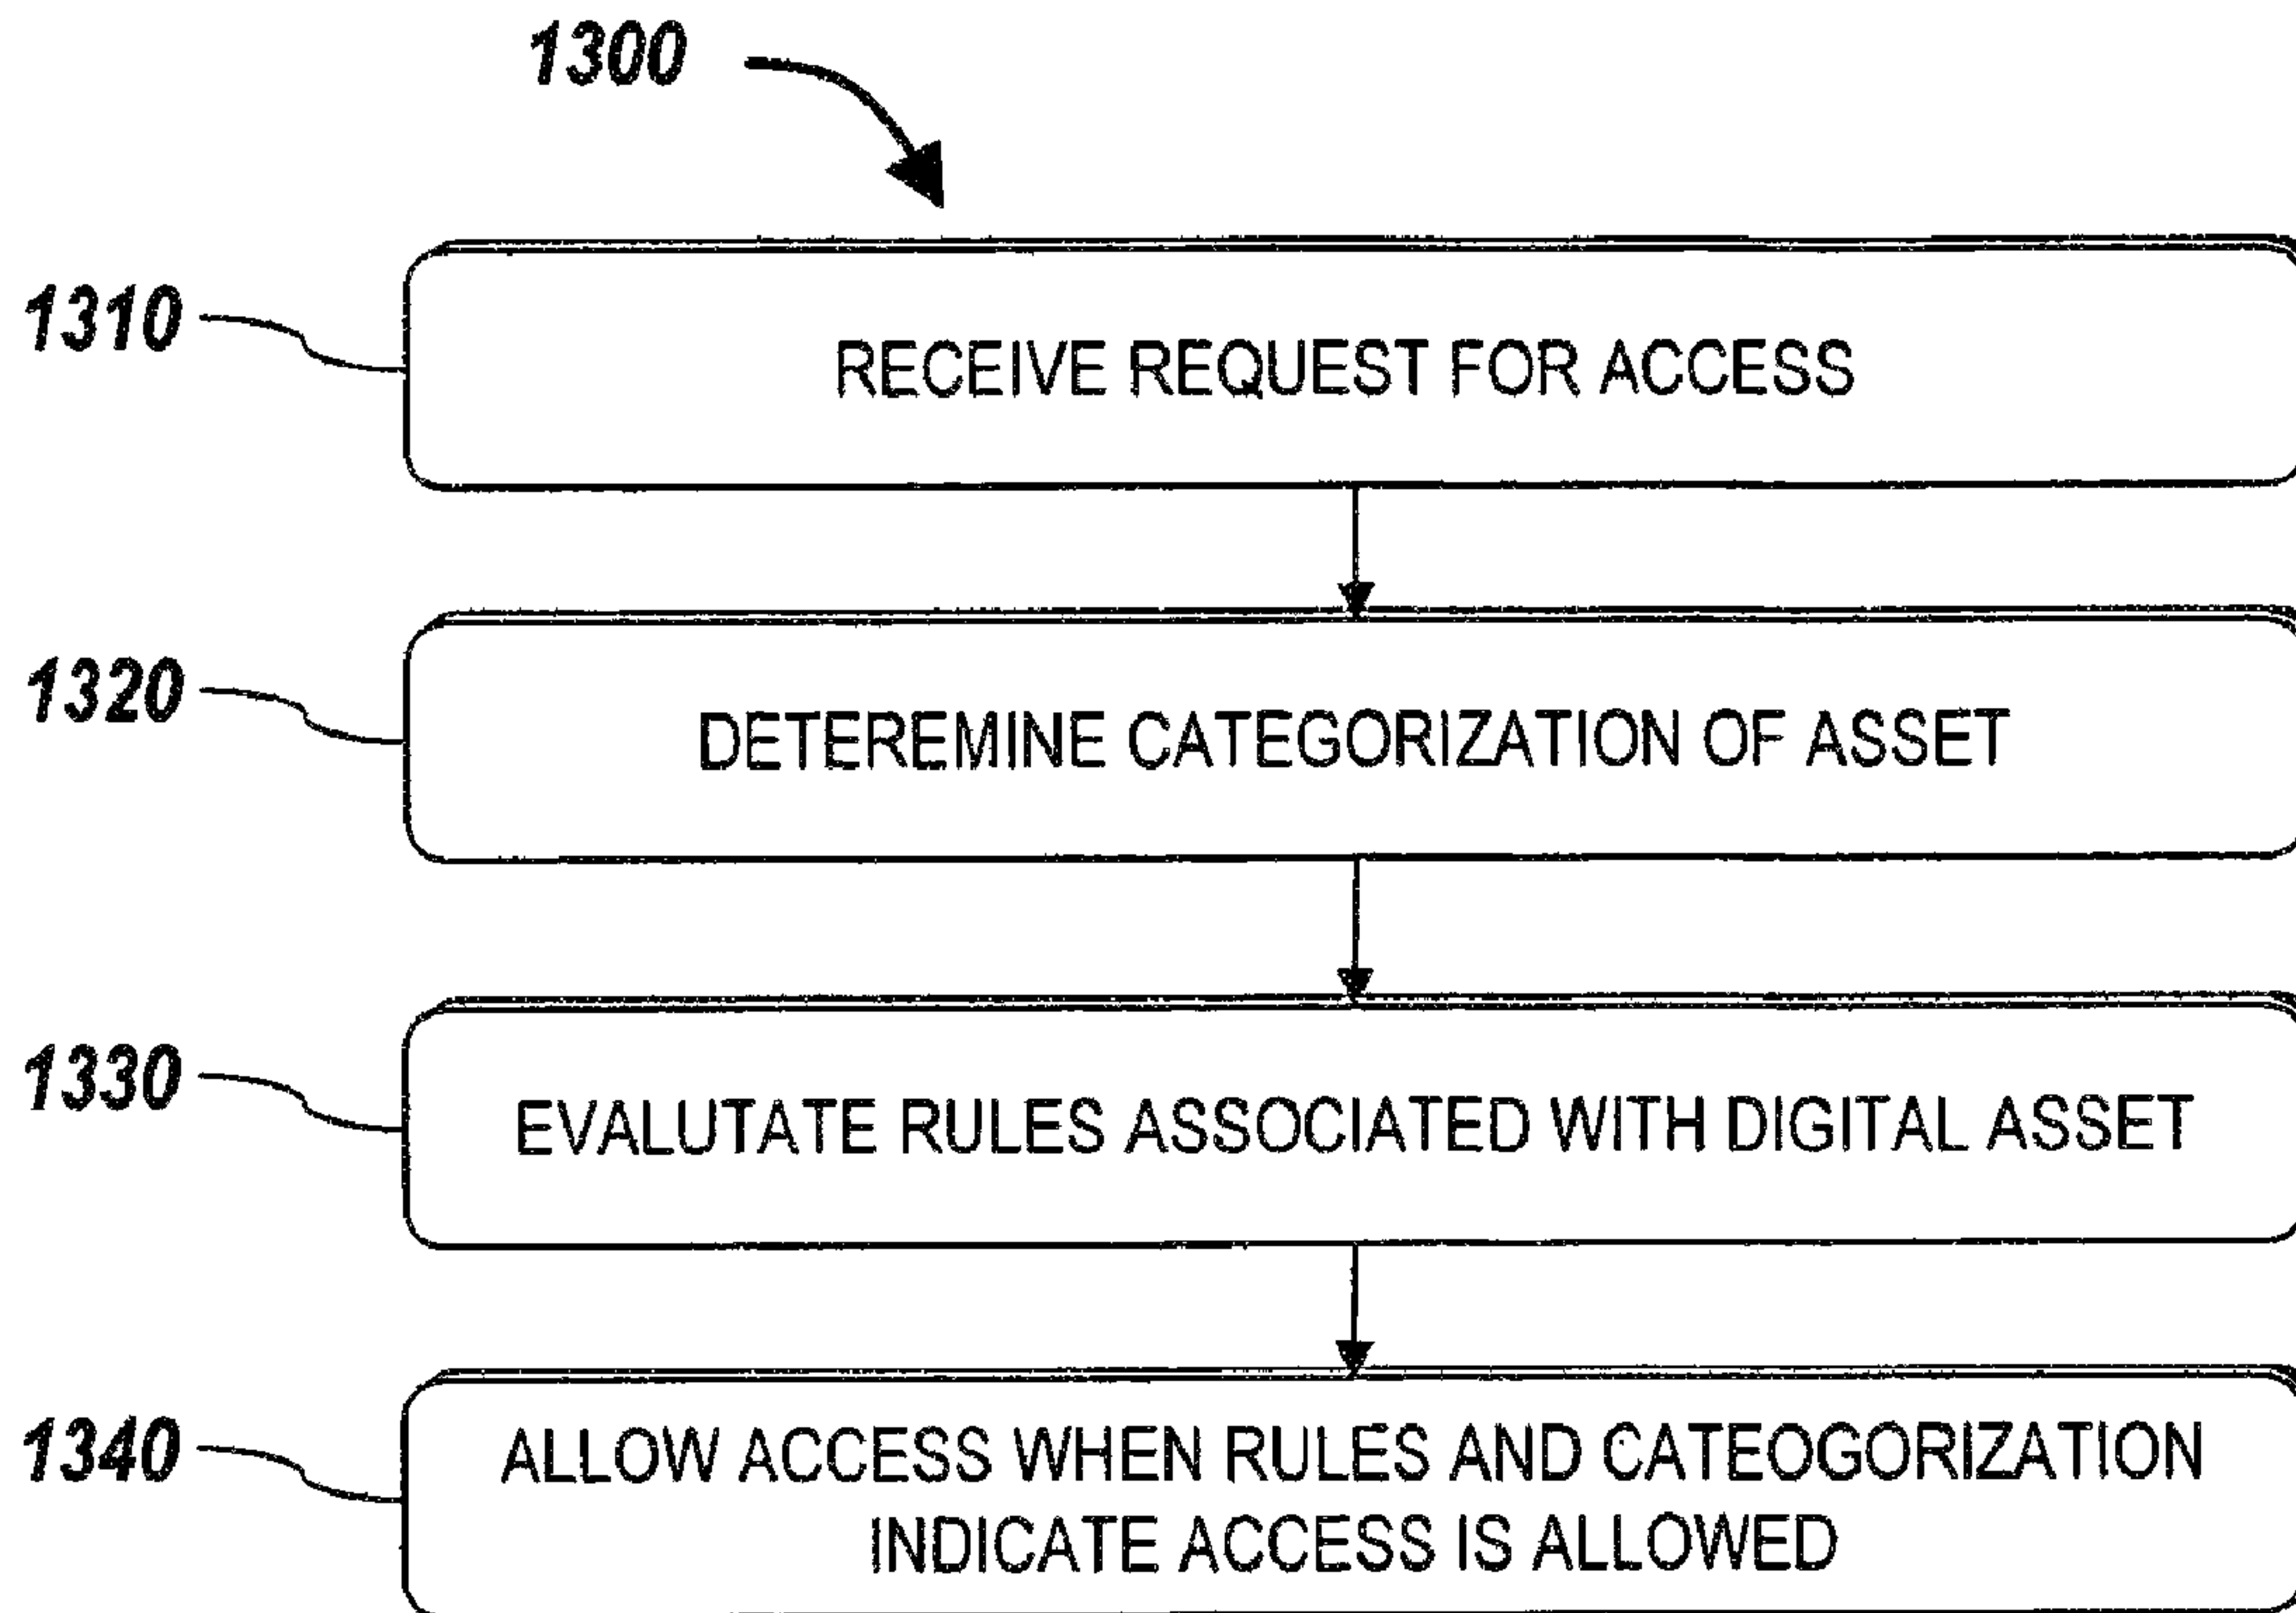 1300
1310
RECEIVE REQUEST FOR ACCESS
1320
DETEREMINE CATEGORIZATION OF ASSET
1330
EVALUTATE RULES ASSOCIATED WITH DIGITAL ASSET
1340
ALLOW ACCESS WHEN RULES AND CATEOGORIZATION
INDICATE ACCESS IS ALLOWED